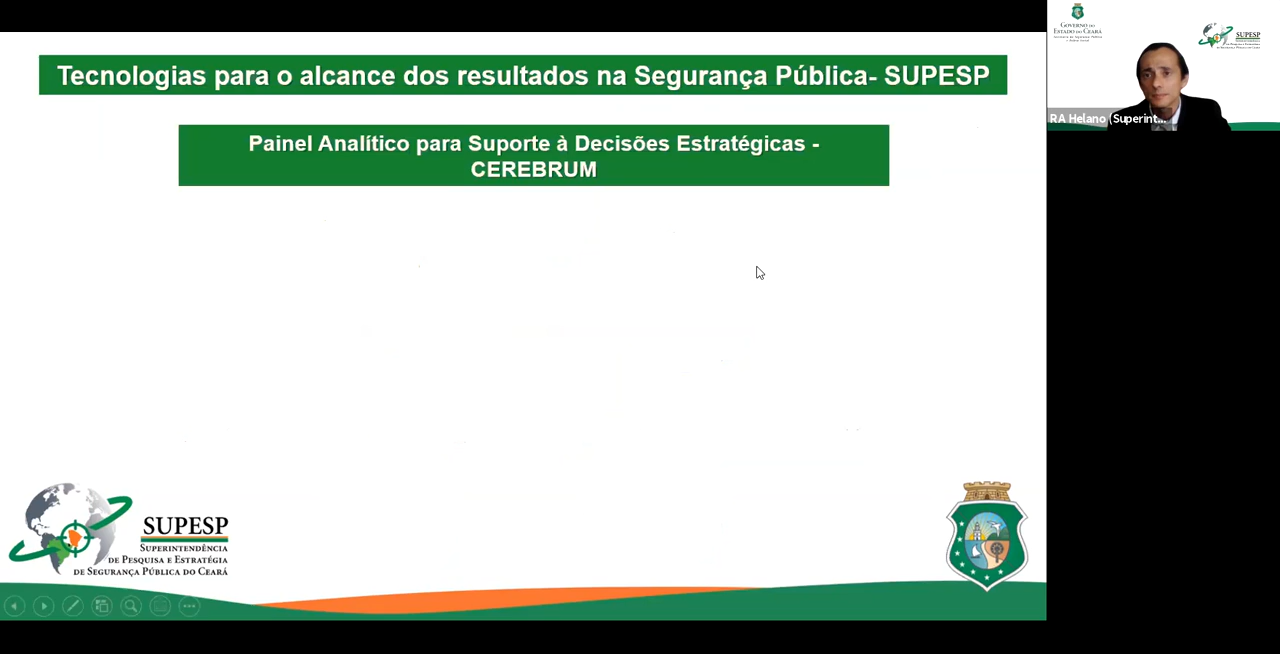 Tecnologias para o alcance dos resultados na Segurança Pública- SUPESP
Painel Analítico para Suporte à Decisões Estratégicas -
CEREBRUM
SUPESP
SUPERINTENDÊNCIA
DE PESQUISA E ESTRATÉGIA
DE SEGURANÇA PÚBLICA DO CEARÁ
GOVERNO DO
ESTADO DO CEARÁ
SUPESP
RA Helano (Superint...